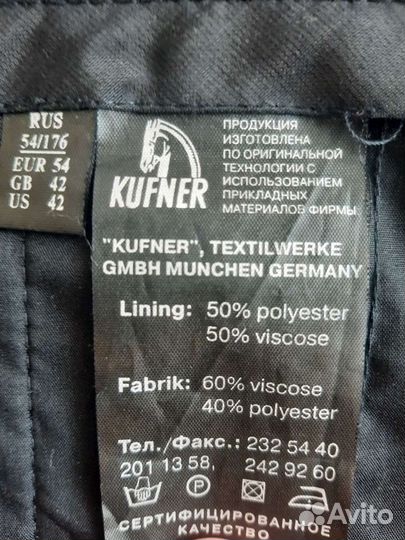 RUS
54/176
EUR 54
GB 42
US 42
KUFNER
ПРОДУКЦИЯ
ИЗГОТОВЛЕНА
ПО ОРИГИНАЛЬНОЙ
ТЕХНОЛОГИИ С
ИСПОЛЬЗОВАНИЕМ
ПРИКЛАДНЫХ
МАТЕРИАЛОВ ФИРМЫ
"KUFNER", TEXTILWERKE
GMBH MUNCHEN GERMANY
Lining: 50% polyester
50% viscose
Fabrik: 60% viscose
40% polyester
Тел./Факс.: 232 54 40
201 13 58, 242 92 60
СЕРТИФИЦИРОВАННОЕ
КАЧЕСТВО
Avito